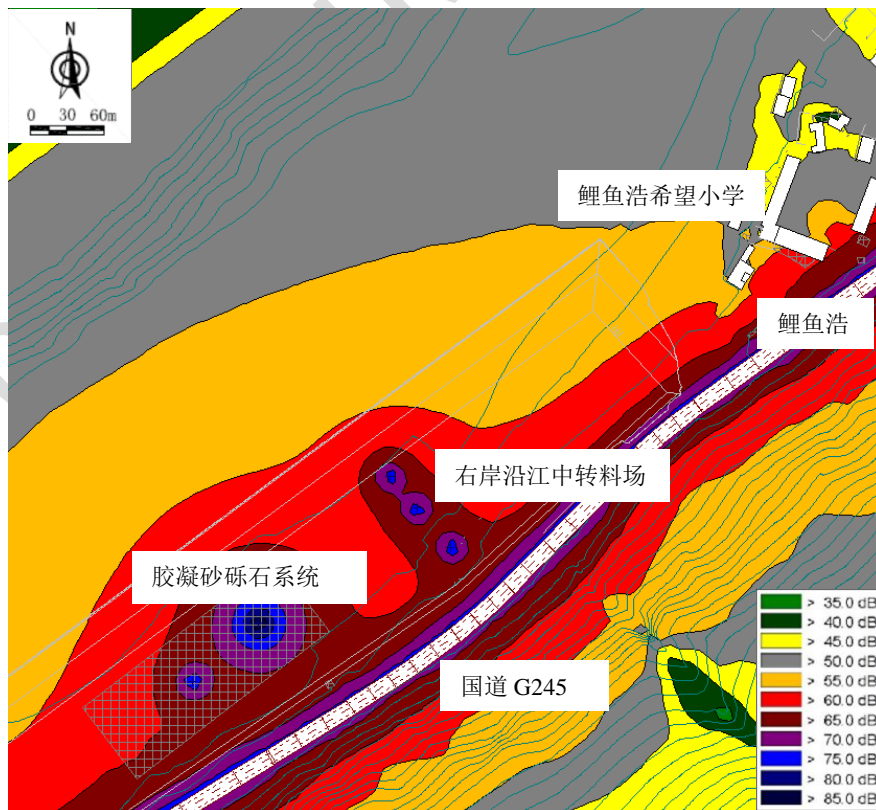 N
0 30 60m
鲤鱼浩希望小学
鲤鱼浩
右岸沿江中转料场
胶凝砂砾石系统
国道 G245
> 35.0 dB
> 40.0 dB
> 45.0 dB
> 50.0 dB
> 55.0 dB
> 60.0 dB
> 65.0 dB
> 70.0 dB
> 75.0 dB
> 80.0 dB
> 85.0 dB